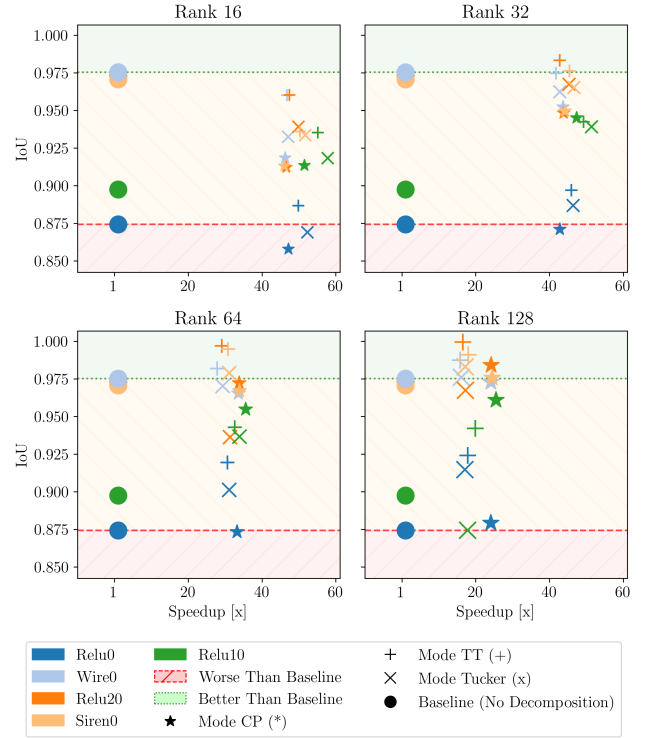 Rank 16
Rank 32
1.000
0.975
0.950
0.925
0.900
0.875
0.850
IoU
1 20 40 60
1 20 40 60
Rank 64
Rank 128
1.000
0.975
0.950
0.925
0.900
0.875
0.850
IoU
1 20 40 60
1 20 40 60
Speedup [x]
Speedup [x]
Relu0
Wire0
Relu20
Siren0
Relu10
Worse Than Baseline
Better Than Baseline
Mode CP (*)
Mode TT (+)
Mode Tucker (x)
Baseline (No Decomposition)